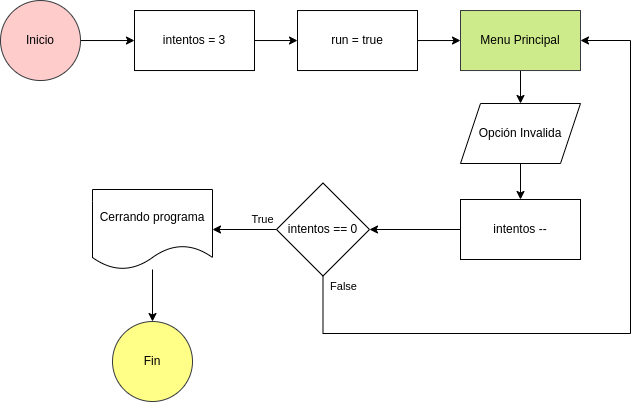 Inicio
intentos = 3
run = true
Menu Principal
Opción Invalida
intentos --
intentos == 0
True
False
Cerrando programa
Fin